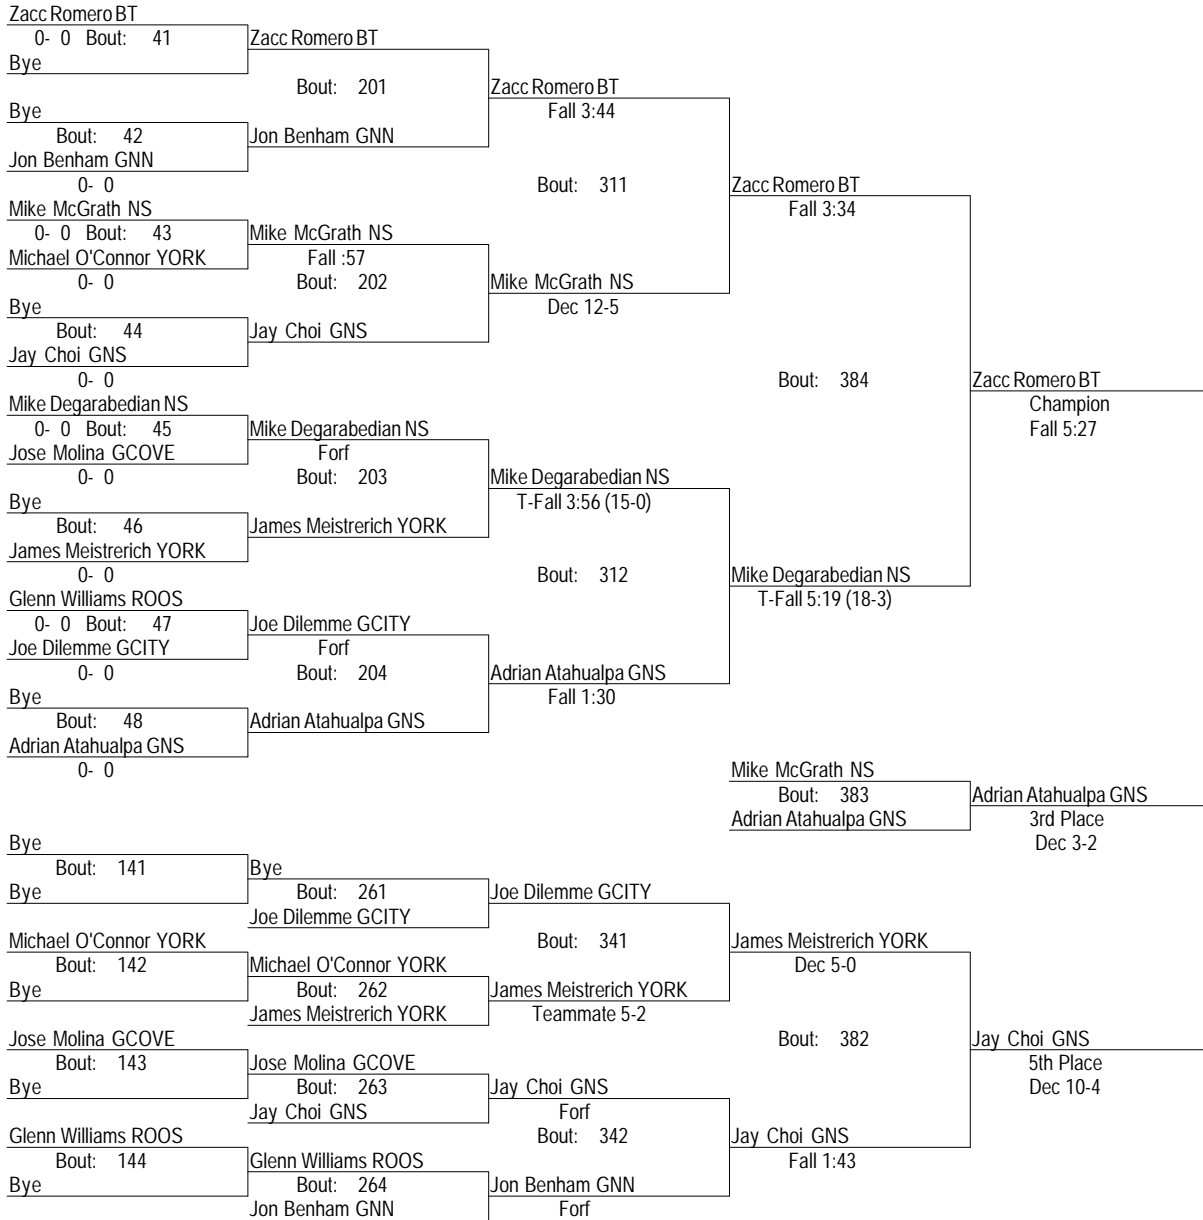 Zacc Romero BT
0- 0 Bout: 41
Zacc Romero BT
Bye
Bout: 201
Zacc Romero BT
Bye
Fall 3:44
Bout: 42
Jon Benham GNN
Jon Benham GNN
0- 0
Bout: 311
Zacc Romero BT
Mike McGrath NS
Fall 3:34
0- 0 Bout: 43
Mike McGrath NS
Michael O'Connor YORK
Fall :57
0- 0
Bout: 202
Mike McGrath NS
Bye
Dec 12-5
Bout: 44
Jay Choi GNS
Jay Choi GNS
0- 0
Bout: 384
Zacc Romero BT
Mike Degarabedian NS
Champion
0- 0 Bout: 45
Mike Degarabedian NS
Fall 5:27
Jose Molina GCOVE
Forf
0- 0
Bout: 203
Mike Degarabedian NS
Bye
T-Fall 3:56 (15-0)
Bout: 46
James Meistrerich YORK
James Meistrerich YORK
0- 0
Bout: 312
Mike Degarabedian NS
Glenn Williams ROOS
T-Fall 5:19 (18-3)
0- 0 Bout: 47
Joe Dilemme GCITY
Joe Dilemme GCITY
Forf
0- 0
Bout: 204
Adrian Atahualpa GNS
Bye
Fall 1:30
Bout: 48
Adrian Atahualpa GNS
Adrian Atahualpa GNS
0- 0
Mike McGrath NS
Bout: 383
Adrian Atahualpa GNS
Adrian Atahualpa GNS
3rd Place
Dec 3-2
Bye
Bout: 141
Bye
Bye
Bout: 261
Joe Dilemme GCITY
Joe Dilemme GCITY
Michael O'Connor YORK
Bout: 341
James Meistrerich YORK
Bout: 142
Michael O'Connor YORK
Dec 5-0
Bye
Bout: 262
James Meistrerich YORK
James Meistrerich YORK
Teammate 5-2
Jose Molina GCOVE
Bout: 382
Jay Choi GNS
Bout: 143
Jose Molina GCOVE
5th Place
Bye
Bout: 263
Jay Choi GNS
Dec 10-4
Jay Choi GNS
Forf
Glenn Williams ROOS
Bout: 342
Jay Choi GNS
Bout: 144
Glenn Williams ROOS
Fall 1:43
Bye
Bout: 264
Jon Benham GNN
Jon Benham GNN
Forf